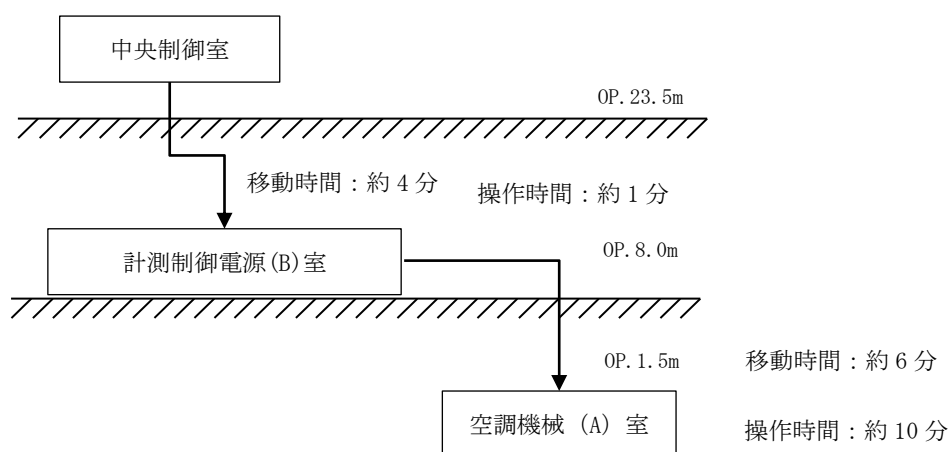 中央制御室
OP.23.5m
移動時間：約 4 分
操作時間：約 1 分
計測制御電源(B)室
OP.8.0m
OP.1.5m
移動時間：約 6 分
空調機械 (A) 室
操作時間：約 10 分